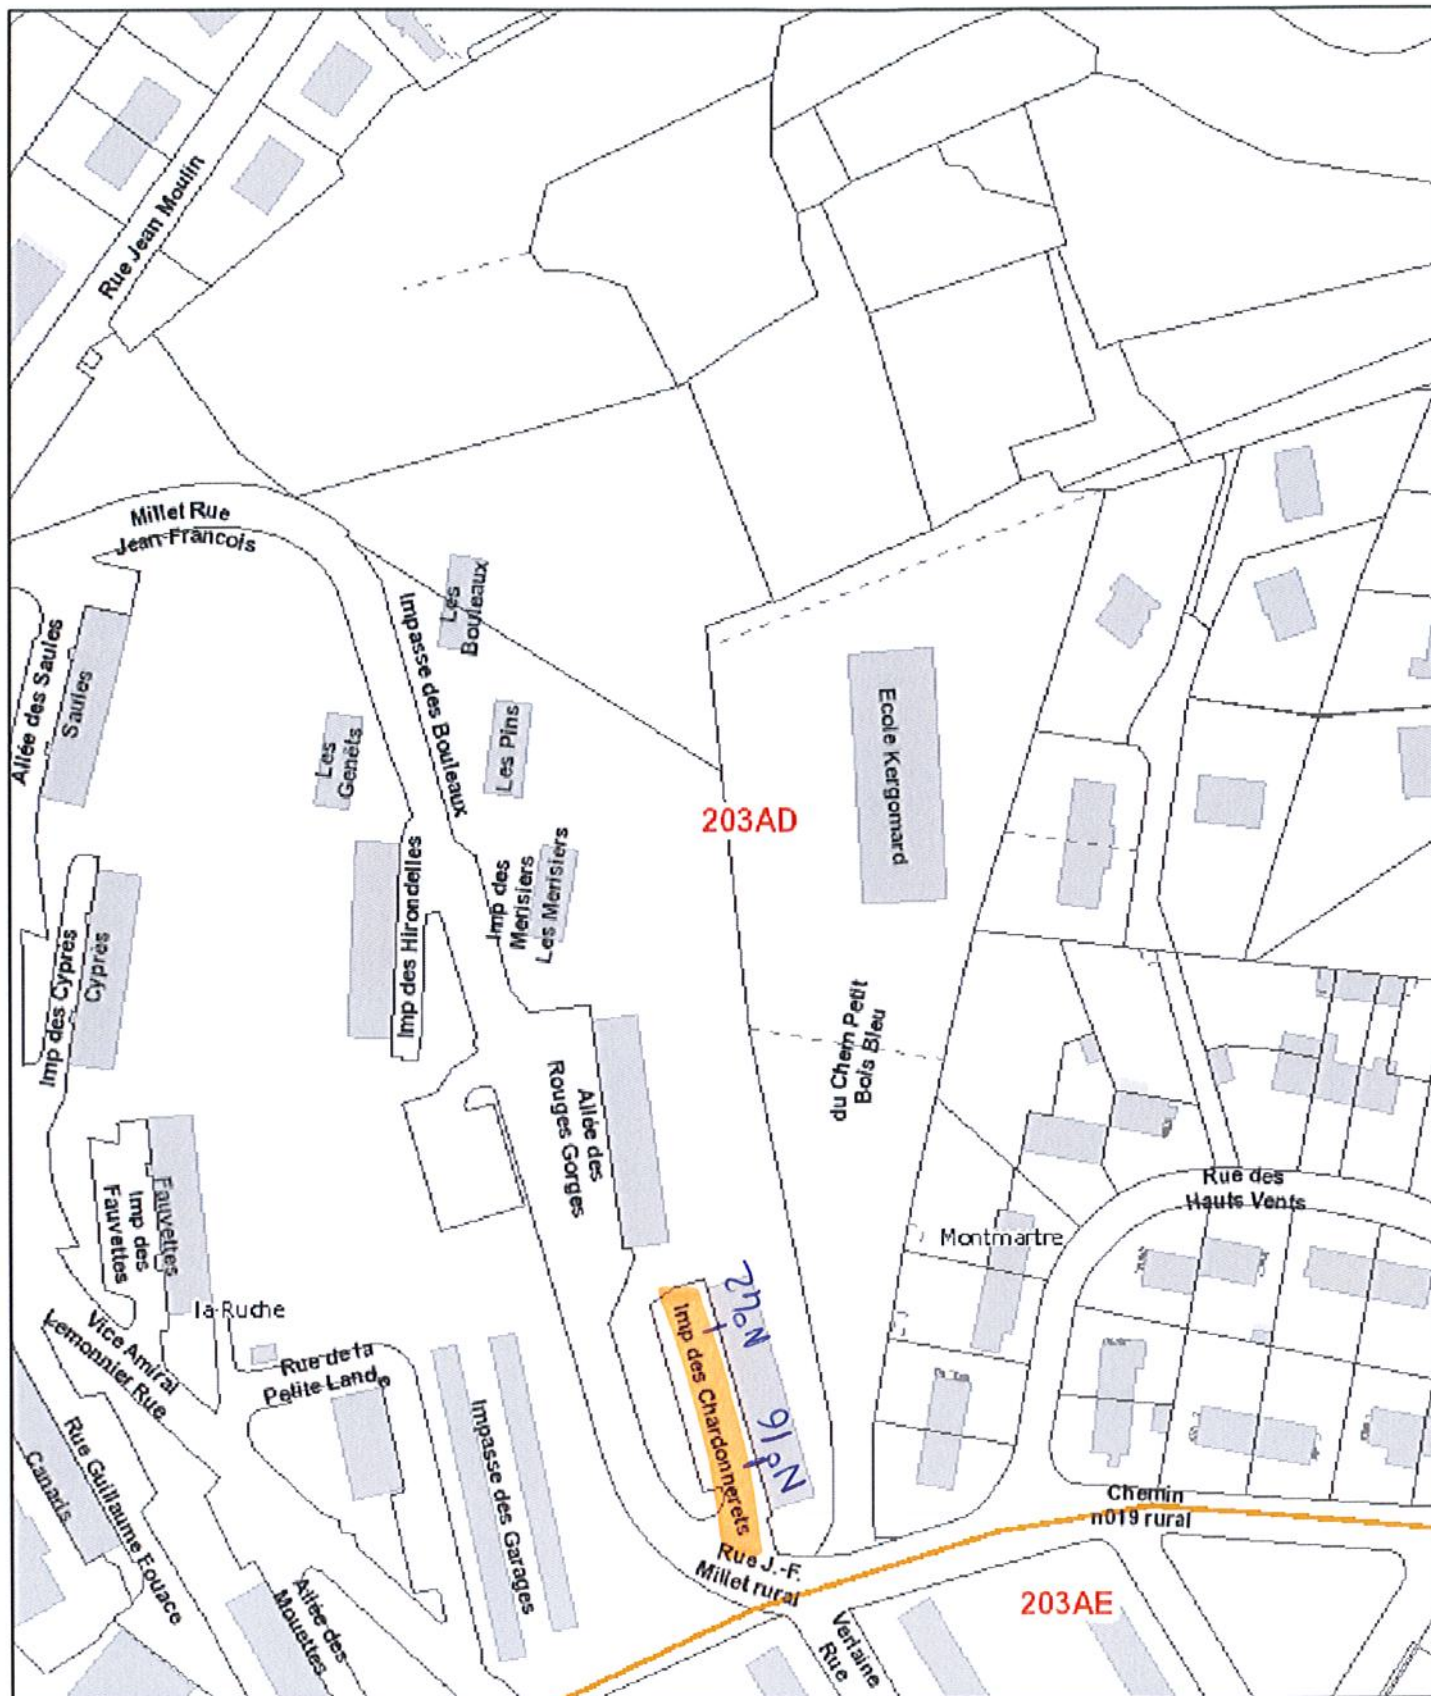 Rue Jean Moulin
Millet Rue
Jean-Francois
Allée des Saules
Saules
Les
Bouleaux
Impasse des Bouleaux
Les
Genêts
Les Pins
203AD
Ecole Kergomard
Imp des Hirondelles
Imp des
Merisiers
Les Merisiers
Imp des Cyprès
Cyprès
du Chem Petit
Bois Bleu
Allée des
Rouges Gorges
Imp des
Fauvettes
Fauvettes
Rue des
Hauts Vents
Montmartre
la Ruche
Vice Amiral
Lemonnier Rue
Rue de la
Petite Lande
Imp des Chardonnerets
N°42
N°16
Impasse des Garages
Rue Guillaume Fouace
Canaris
Chemin
n019 rural
Rue J.-F.
Millet rural
203AE
Allée des
Mouettes
Verlaine
Rue